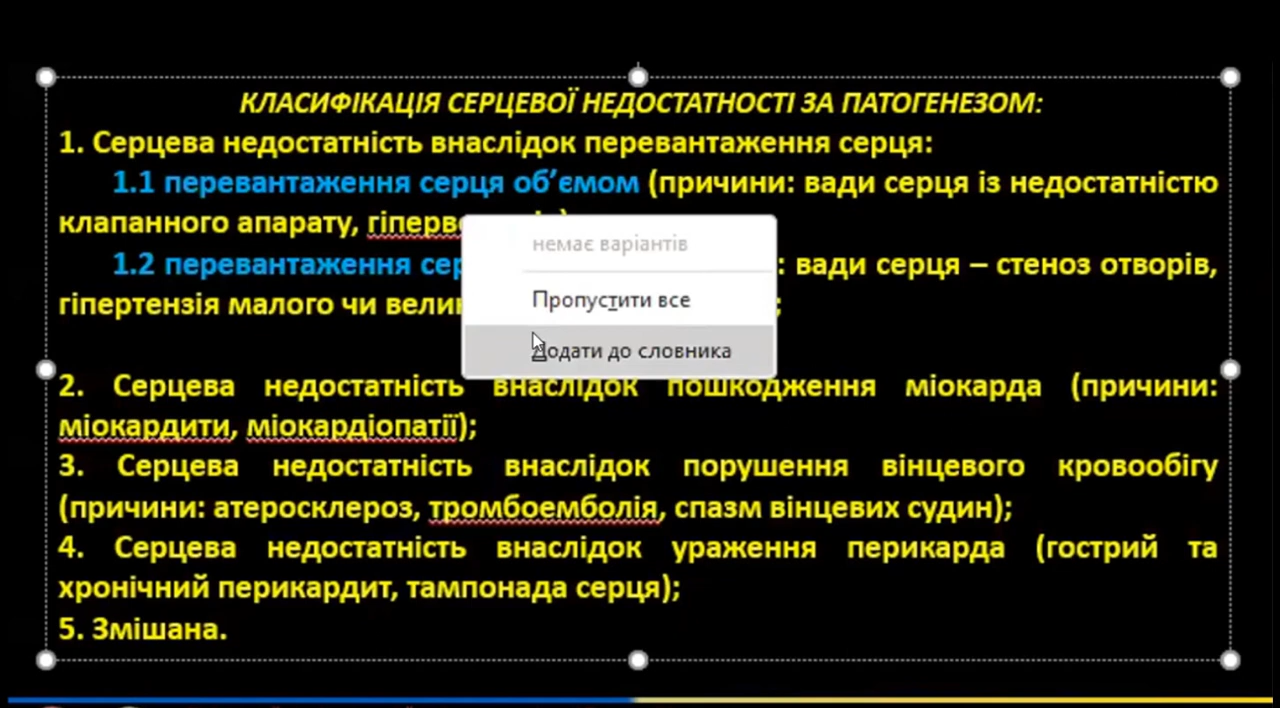 КЛАСИФІКАЦІЯ СЕРЦЕВОЇ НЕДОСТАТНОСТІ ЗА ПАТОГЕНЕЗОМ:
1. Серцева недостатність внаслідок перевантаження серця:
1.1 перевантаження серця об’ємом (причини: вади серця із недостатністю
клапанного апарату,
немає варіантів
1.2 перевантаження : вади серця – стеноз отворів,
Пропустити все
гіпертензія малого чи
Додати до словника
2. Серцева недостатність внаслідок пошкодження міокарда (причини:
міокардити, міокардіопатії);
3. Серцева недостатність внаслідок порушення вінцевого кровообігу
(причини: атеросклероз, тромбоемболія, спазм вінцевих судин);
4. Серцева недостатність внаслідок ураження перикарда (гострий та
хронічний перикардит, тампонада серця);
5. Змішана.